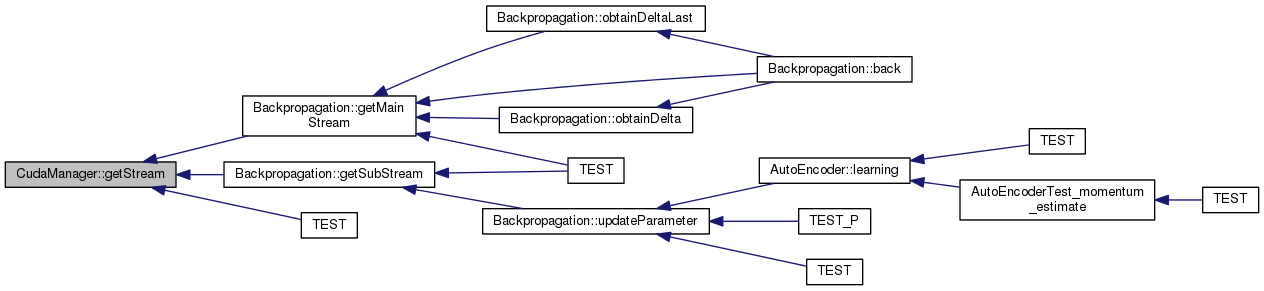 Backpropagation::obtainDeltaLast
Backpropagation::back
Backpropagation::getMain
Stream
Backpropagation::obtainDelta
TEST
CudaManager::getStream
Backpropagation::getSubStream
TEST
AutoEncoder::learning
AutoEncoderTest_momentum
_estimate
TEST
TEST
Backpropagation::updateParameter
TEST_P
TEST